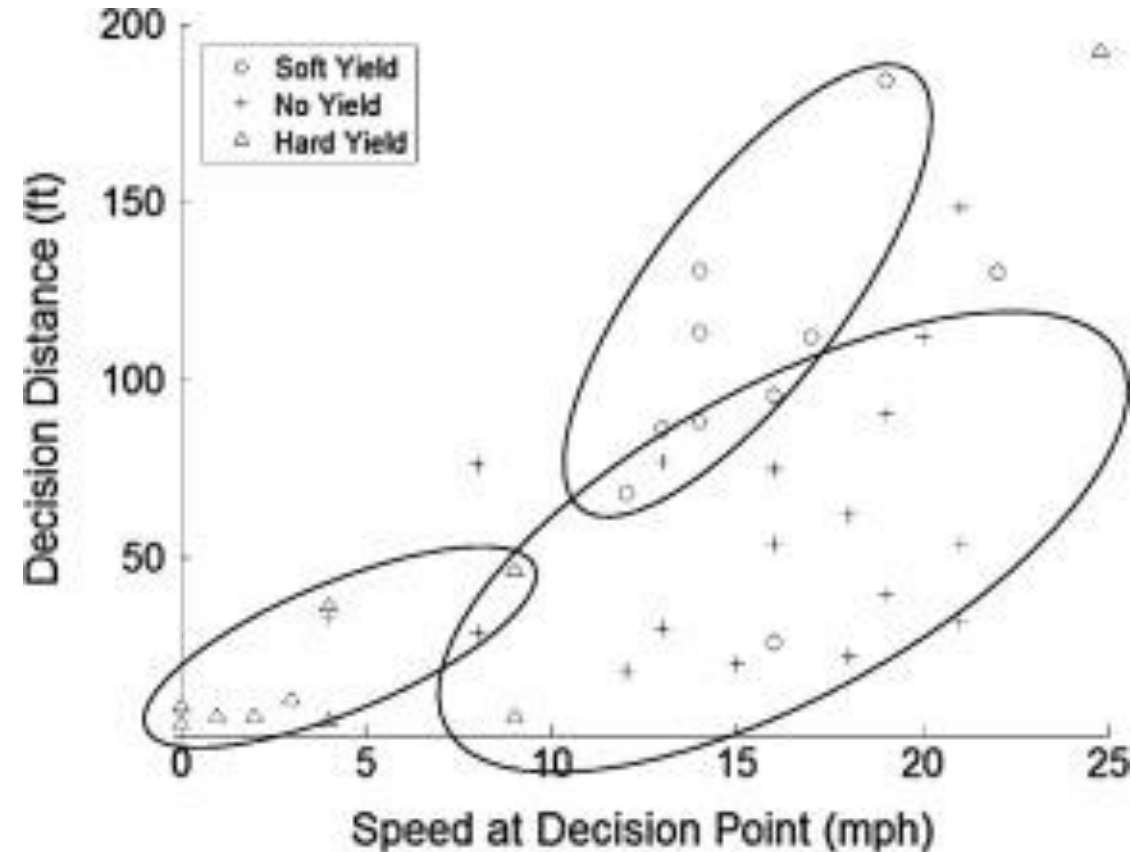 200
Soft Yield
No Yield
Hard Yield
150
100
50
Decision Distance (ft)
0 5 10 15 20 25
Speed at Decision Point (mph)